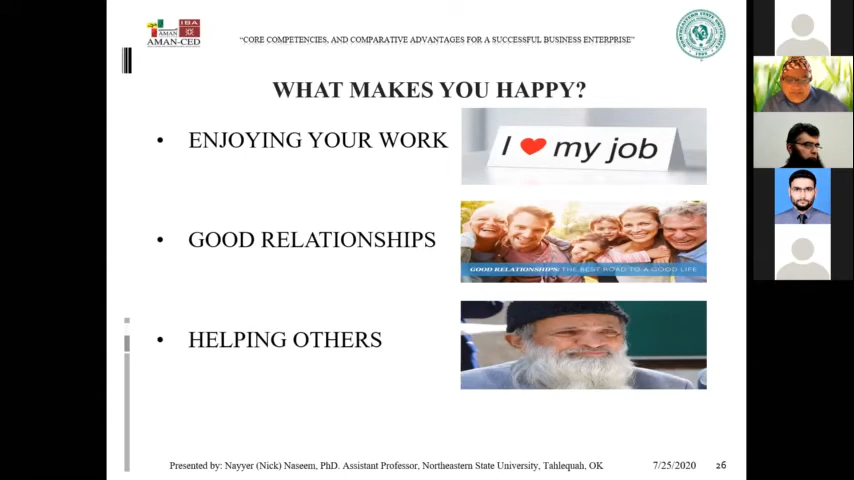 AMAN
IBA
AMAN-CED
“CORE COMPETENCIES, AND COMPARATIVE ADVANTAGES FOR A SUCCESSFUL BUSINESS ENTERPRISE”
WHAT MAKES YOU HAPPY?
• ENJOYING YOUR WORK
I ❤ my job
• GOOD RELATIONSHIPS
GOOD RELATIONSHIPS: THE BEST ROAD TO A GOOD LIFE
• HELPING OTHERS
Presented by: Nayyer (Nick) Naseem, PhD. Assistant Professor, Northeastern State University, Tahlequah, OK
7/25/2020
26